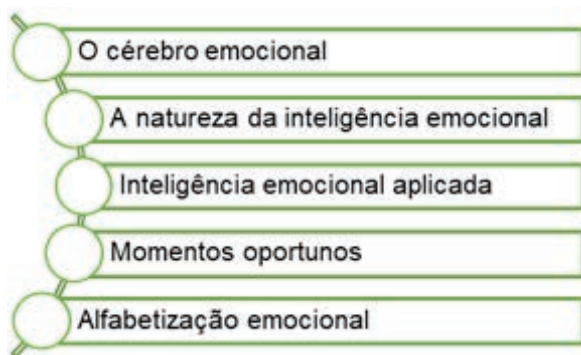 O cérebro emocional
A natureza da inteligência emocional
Inteligência emocional aplicada
Momentos oportunos
Alfabetização emocional